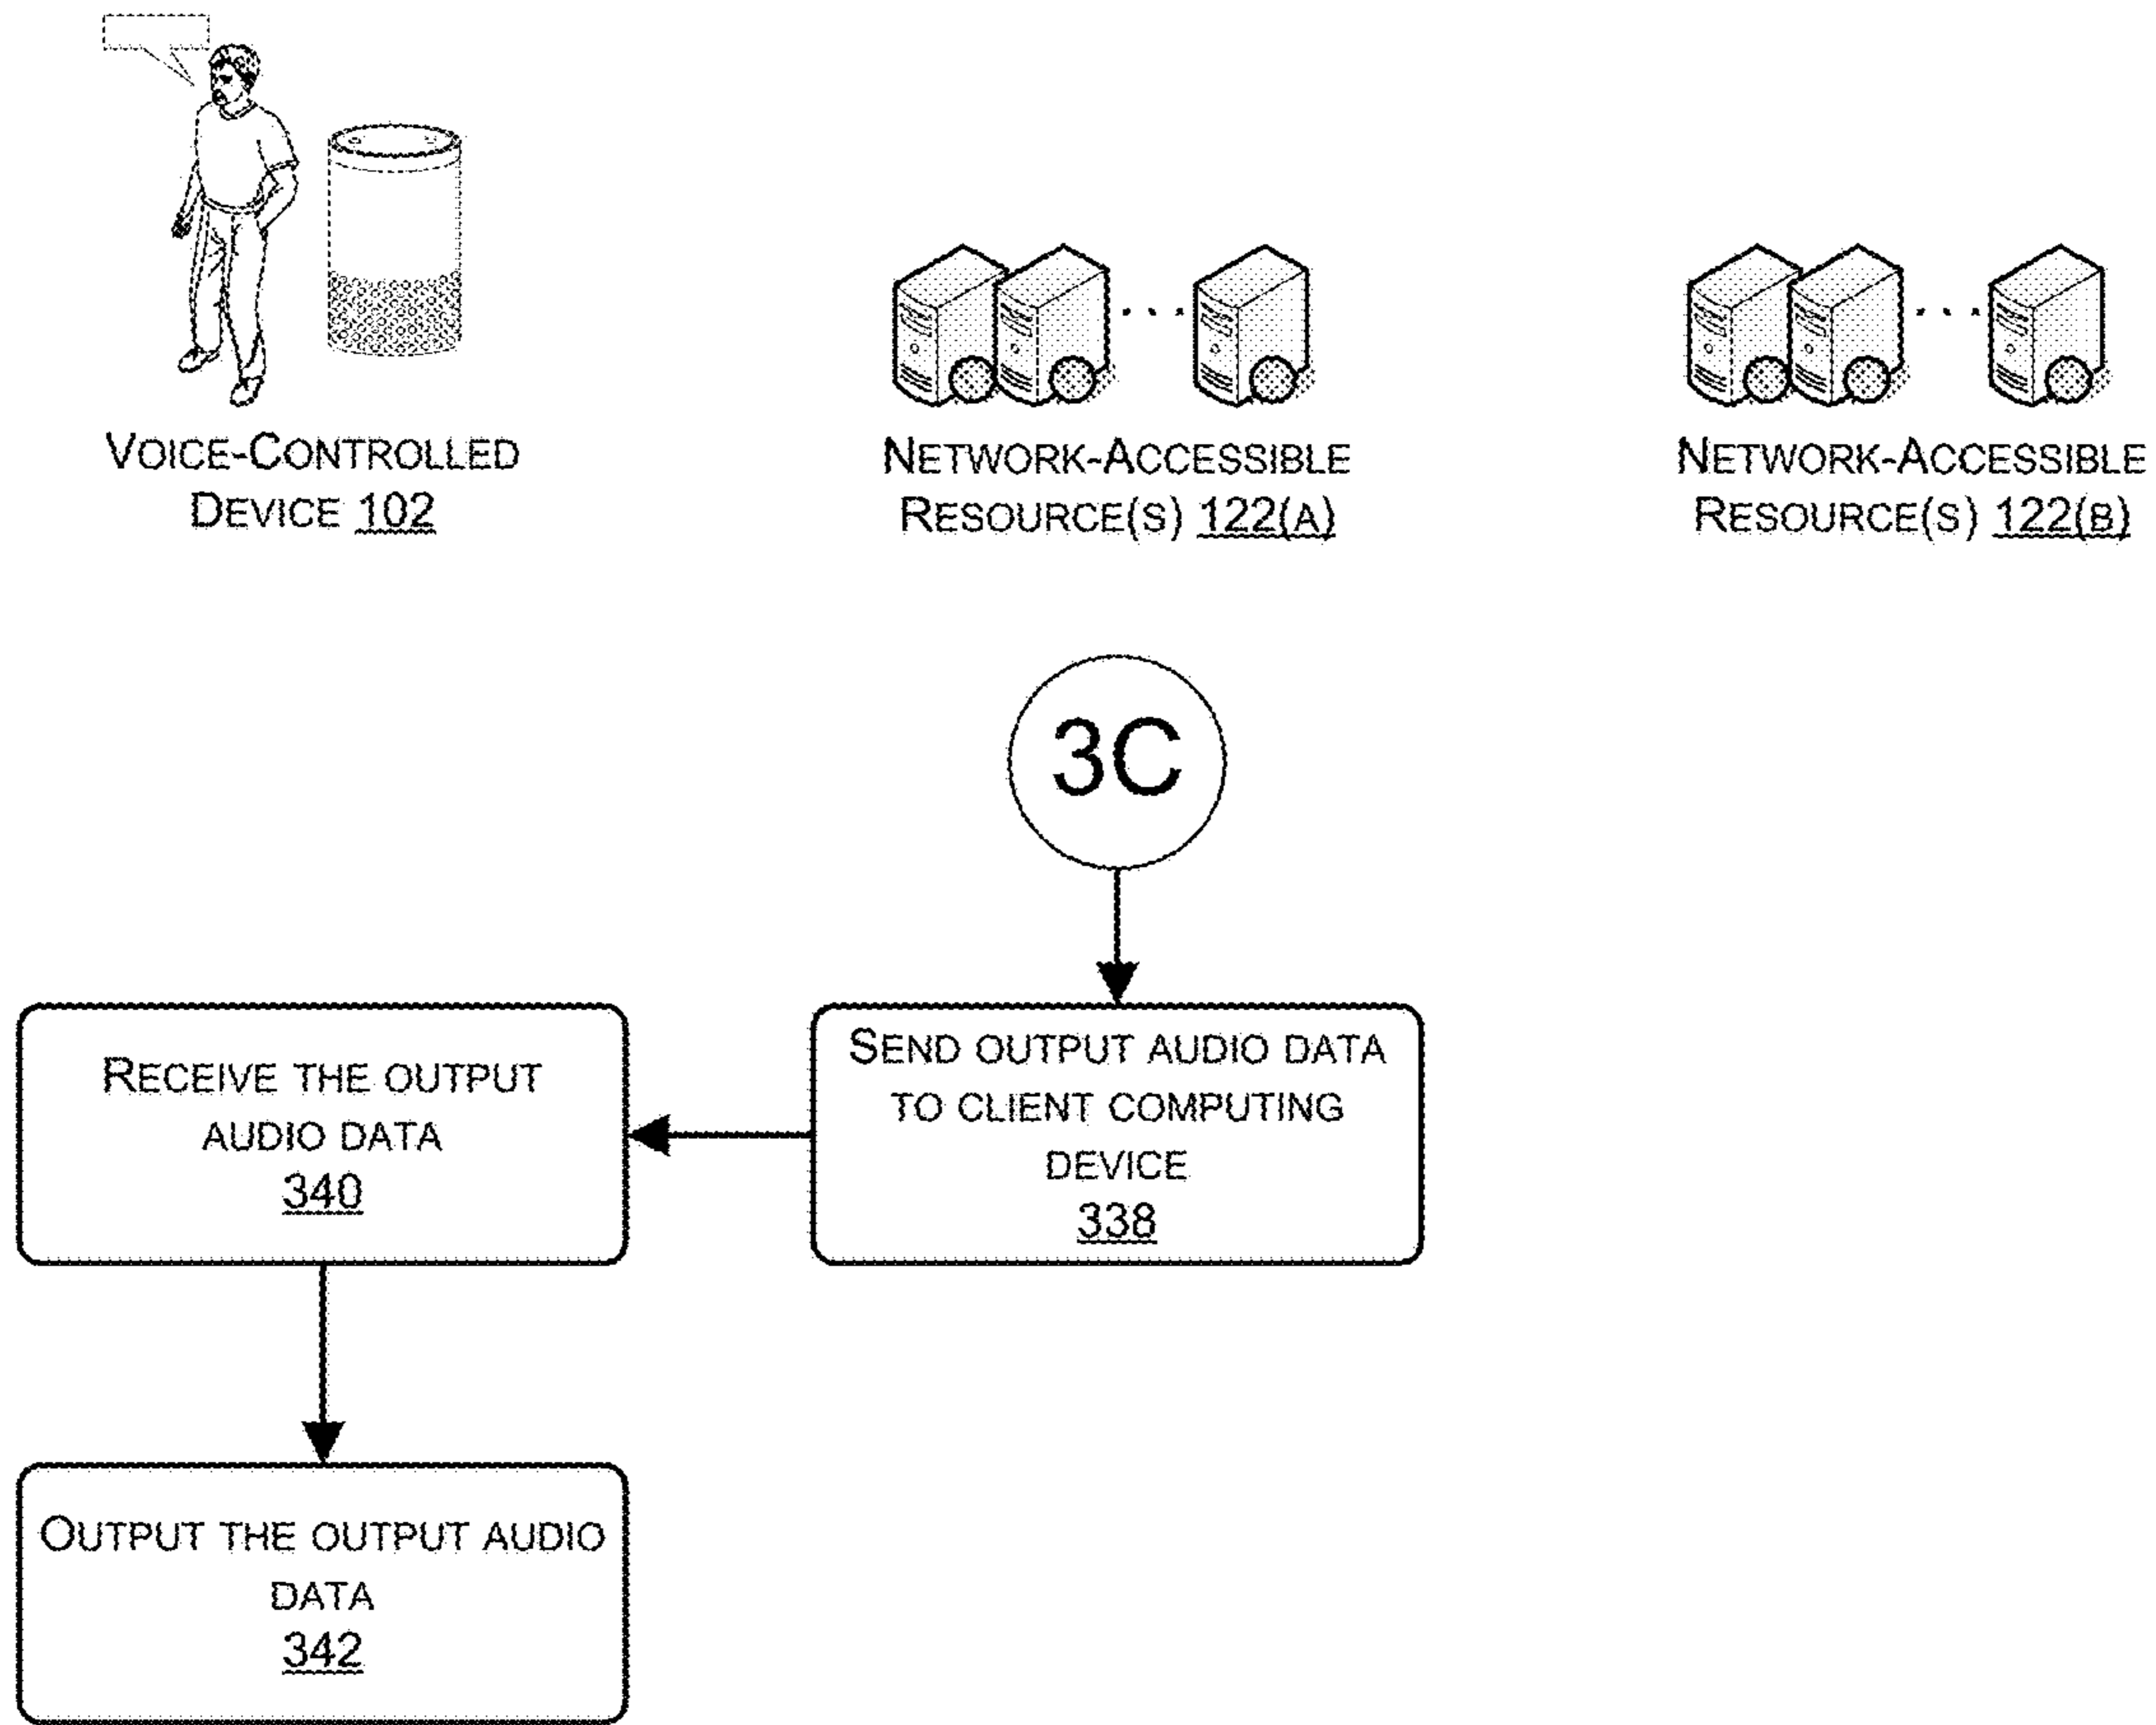 VOICE-CONTROLLED
DEVICE 102
NETWORK-ACCESSIBLE
RESOURCE(S) 122(A)
NETWORK-ACCESSIBLE
RESOURCE(S) 122(B)
3C
SEND OUTPUT AUDIO DATA
TO CLIENT COMPUTING
DEVICE
338
RECEIVE THE OUTPUT
AUDIO DATA
340
OUTPUT THE OUTPUT AUDIO
DATA
342